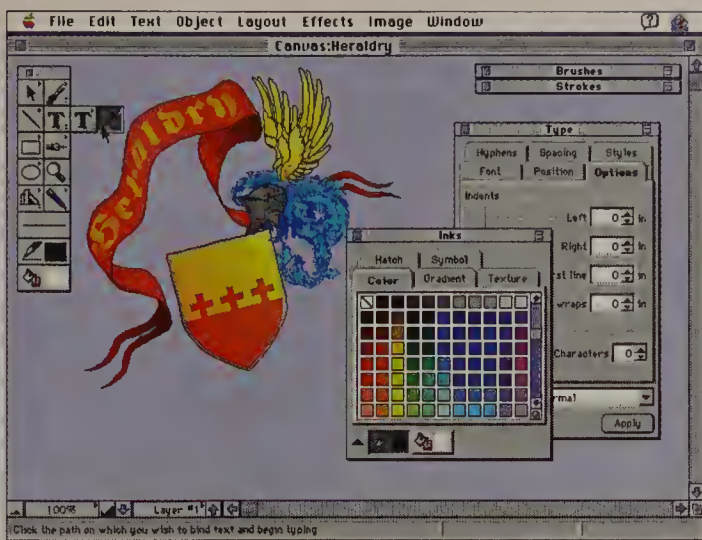 File Edit Text Object Layout Effects Image Window
Canvas:Heraldry
Heraldry
T T
Brushes
Strokes
Type
Hyphens Spacing Styles
Font Position Options
Indents
Left 0 in
Right 0 in
st line 0 in
wraps 0 in
Characters 0
rmal
Apply
Inks
Hatch Symbol
Color Gradient Texture
100% Layer #1
Click the path on which you wish to bind text and begin typing